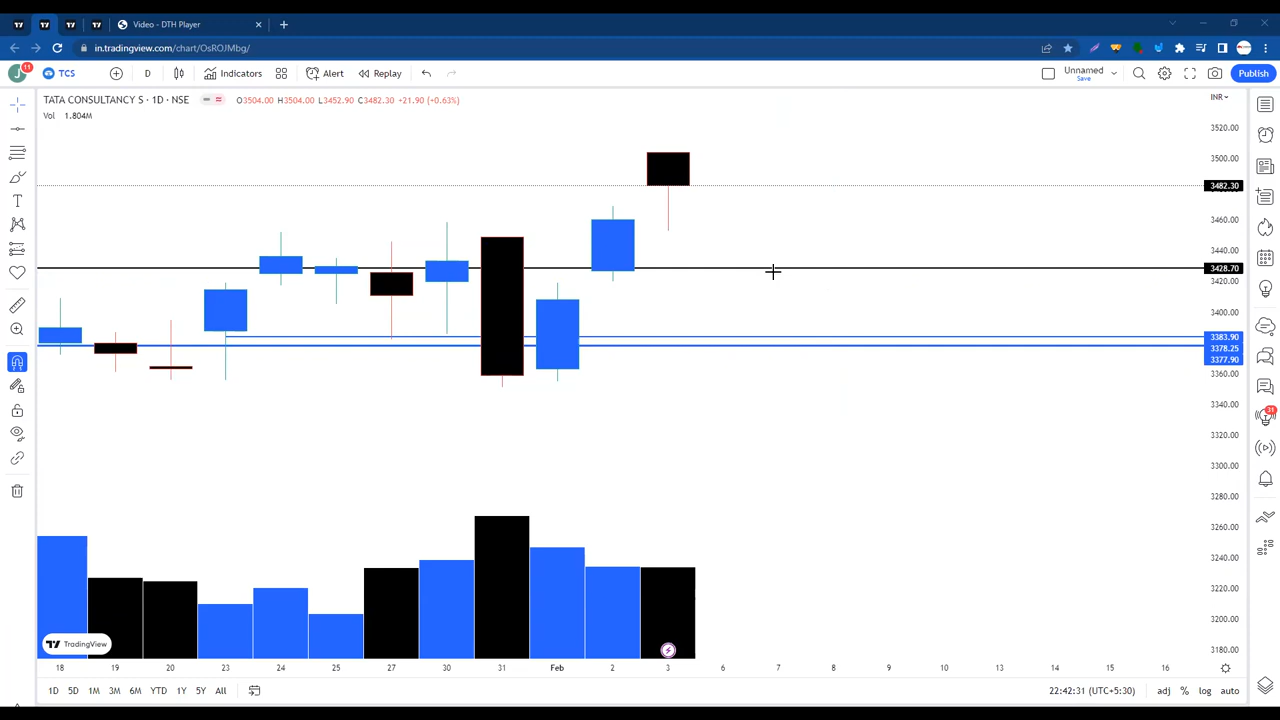 Video - DTH Player
in.tradingview.com/chart/OsROJMbg/
J 11 TCS D Indicators Alert Replay Unnamed Save Publish
TATA CONSULTANCY S · 1D · NSE O3504.00 H3504.00 L3452.90 C3482.30 +21.90 (+0.63%) INR
Vol 1.804M
3520.00
3500.00
3482.30
3460.00
3440.00
3428.70
3420.00
3400.00
3383.90
3378.25
3377.90
3360.00
3340.00
31
3320.00
3300.00
3280.00
3260.00
3240.00
3220.00
3200.00
3180.00
TradingView
18 19 20 23 24 25 27 30 31 Feb 2 3 6 7 8 9 10 13 14 15 16
1D 5D 1M 3M 6M YTD 1Y 5Y All 22:42:31 (UTC+5:30) adj % log auto